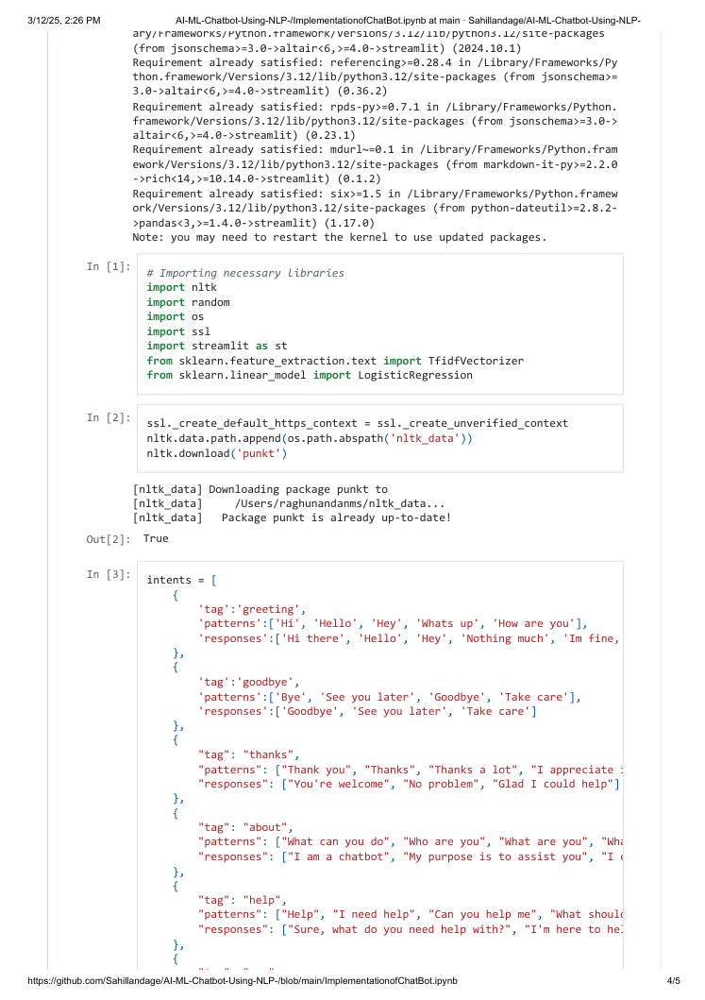 3/12/25, 2:26 PM AI-ML-Chatbot-Using-NLP-/ImplementationofChatBot.ipynb at main · Sahillandage/AI-ML-Chatbot-Using-NLP-
ary/Frameworks/Python.framework/Versions/3.12/lib/python3.12/site-packages
(from jsonschema>=3.0->altair<6,>=4.0->streamlit) (2024.10.1)
Requirement already satisfied: referencing>=0.28.4 in /Library/Frameworks/Py
thon.framework/Versions/3.12/lib/python3.12/site-packages (from jsonschema>=
3.0->altair<6,>=4.0->streamlit) (0.36.2)
Requirement already satisfied: rpds-py>=0.7.1 in /Library/Frameworks/Python.
framework/Versions/3.12/lib/python3.12/site-packages (from jsonschema>=3.0->
altair<6,>=4.0->streamlit) (0.23.1)
Requirement already satisfied: mdurl~=0.1 in /Library/Frameworks/Python.fram
ework/Versions/3.12/lib/python3.12/site-packages (from markdown-it-py>=2.2.0
->rich<14,>=10.14.0->streamlit) (0.1.2)
Requirement already satisfied: six>=1.5 in /Library/Frameworks/Python.framew
ork/Versions/3.12/lib/python3.12/site-packages (from python-dateutil>=2.8.2-
>pandas<3,>=1.4.0->streamlit) (1.17.0)
Note: you may need to restart the kernel to use updated packages.
In [1]:
# Importing necessary libraries
import nltk
import random
import os
import ssl
import streamlit as st
from sklearn.feature_extraction.text import TfidfVectorizer
from sklearn.linear_model import LogisticRegression
In [2]:
ssl._create_default_https_context = ssl._create_unverified_context
nltk.data.path.append(os.path.abspath('nltk_data'))
nltk.download('punkt')
[nltk_data] Downloading package punkt to
[nltk_data]     /Users/raghunandanms/nltk_data...
[nltk_data]   Package punkt is already up-to-date!
Out[2]: True
In [3]:
intents = [
    {
        'tag':'greeting',
        'patterns':['Hi', 'Hello', 'Hey', 'Whats up', 'How are you'],
        'responses':['Hi there', 'Hello', 'Hey', 'Nothing much', 'Im fine,
    },
    {
        'tag':'goodbye',
        'patterns':['Bye', 'See you later', 'Goodbye', 'Take care'],
        'responses':['Goodbye', 'See you later', 'Take care']
    },
    {
        "tag": "thanks",
        "patterns": ["Thank you", "Thanks", "Thanks a lot", "I appreciate
        "responses": ["You're welcome", "No problem", "Glad I could help"]
    },
    {
        "tag": "about",
        "patterns": ["What can you do", "Who are you", "What are you",
        "responses": ["I am a chatbot", "My purpose is to assist you", "I
    },
    {
        "tag": "help",
        "patterns": ["Help", "I need help", "Can you help me", "What
        "responses": ["Sure, what do you need help with?", "I'm here to
    },
    {
https://github.com/Sahillandage/AI-ML-Chatbot-Using-NLP-/blob/main/ImplementationofChatBot.ipynb 4/5